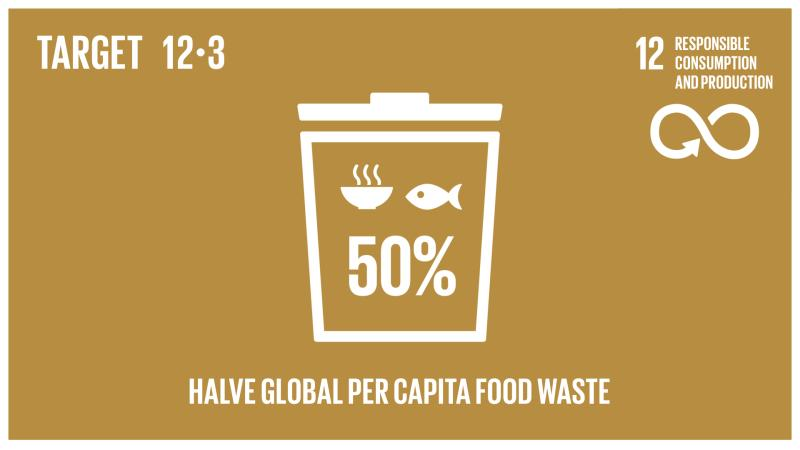 TARGET 12·3
12 RESPONSIBLE
CONSUMPTION
AND PRODUCTION
50%
HALVE GLOBAL PER CAPITA FOOD WASTE